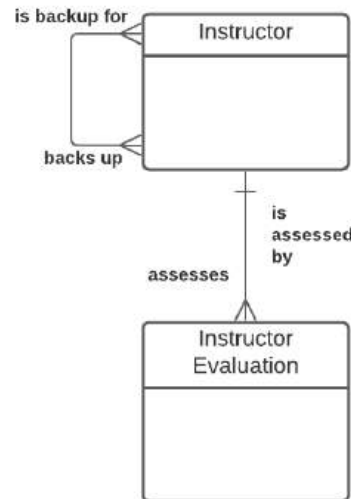 is backup for
Instructor
backs up
is
assessed
by
assesses
Instructor
Evaluation